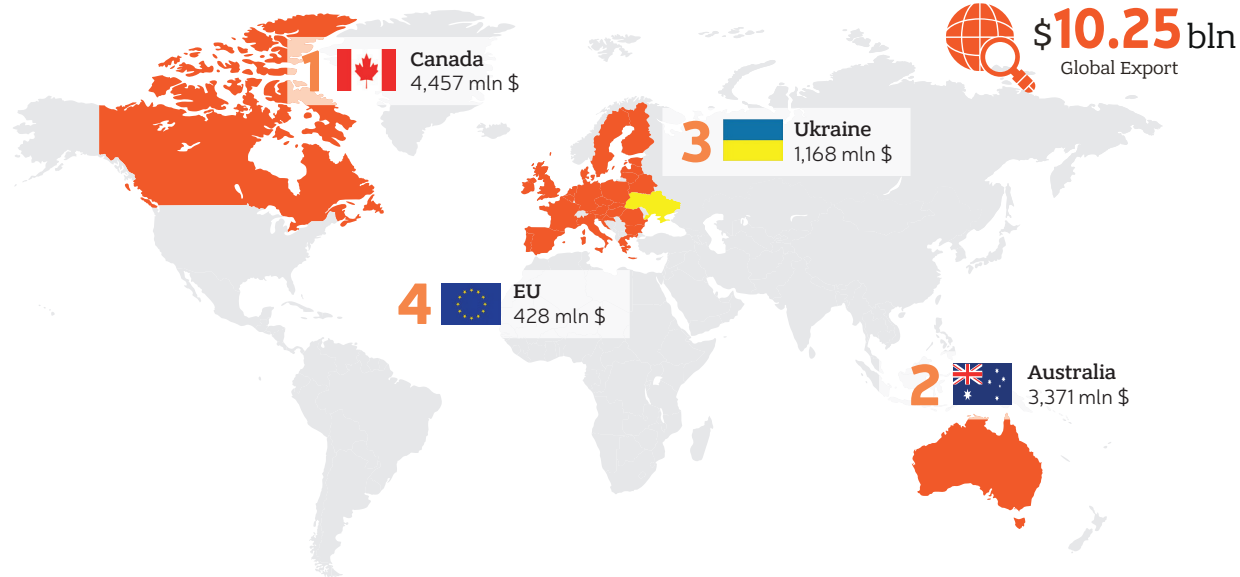 $10.25 bln
Global Export
1
Canada
4,457 mln $
3
Ukraine
1,168 mln $
4
EU
428 mln $
2
Australia
3,371 mln $